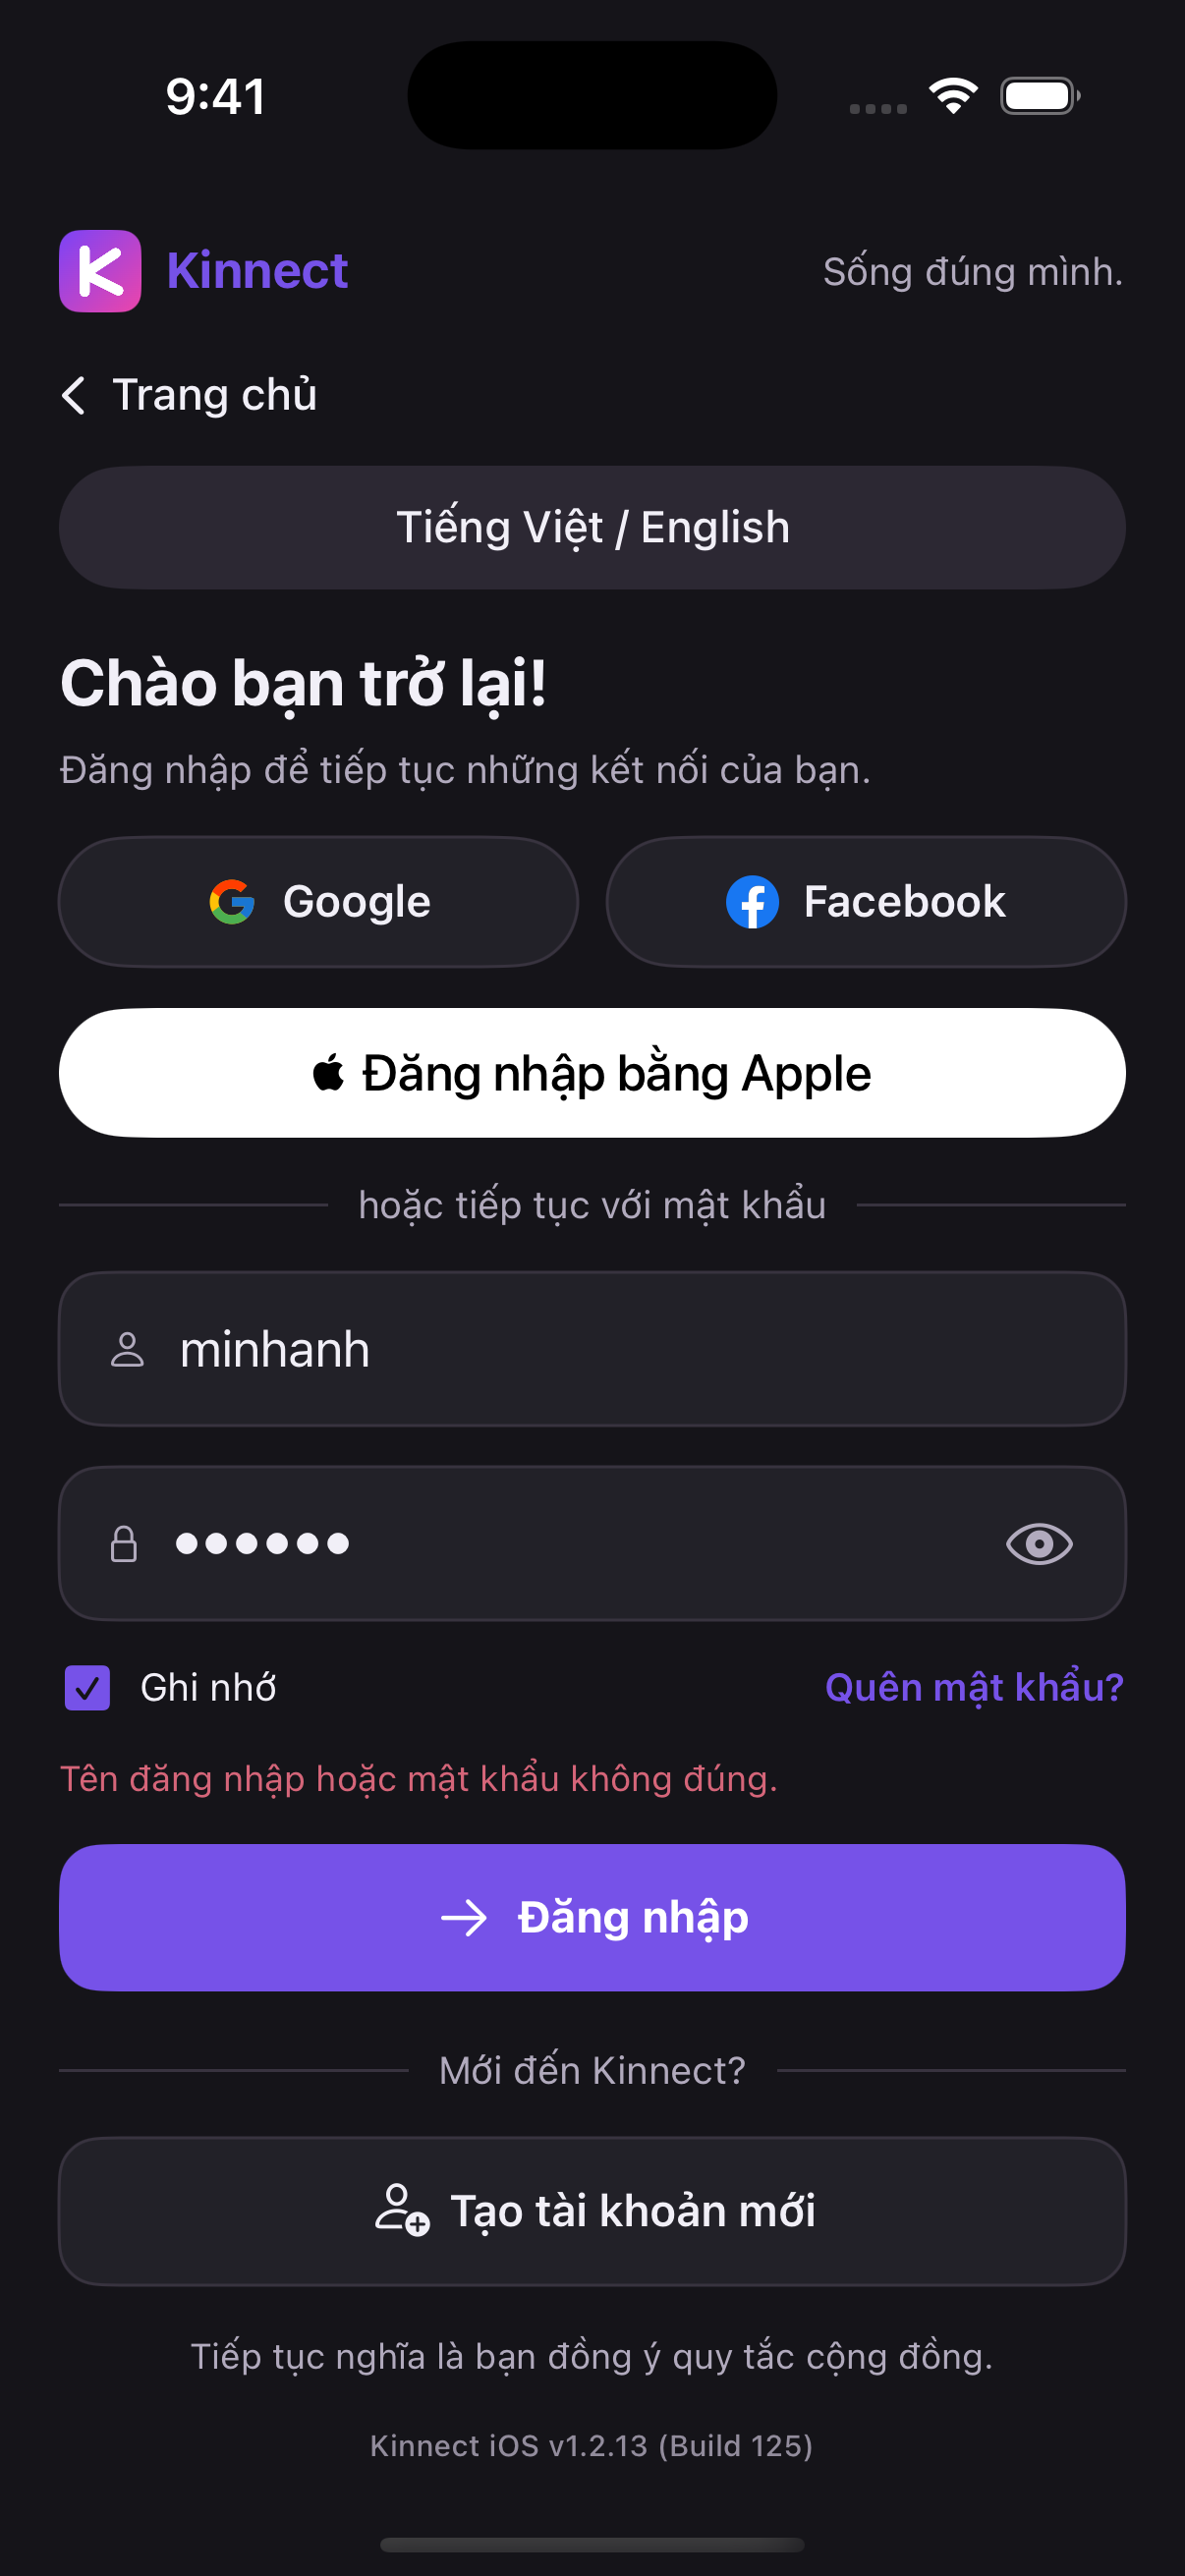 9:41
Kinnect
Sống đúng mình.
Trang chủ
Tiếng Việt / English
Chào bạn trở lại!
Đăng nhập để tiếp tục những kết nối của bạn.
Google
Facebook
Đăng nhập bằng Apple
hoặc tiếp tục với mật khẩu
minhanh
••••••
Ghi nhớ
Quên mật khẩu?
Tên đăng nhập hoặc mật khẩu không đúng.
Đăng nhập
Mới đến Kinnect?
Tạo tài khoản mới
Tiếp tục nghĩa là bạn đồng ý quy tắc cộng đồng.
Kinnect iOS v1.2.13 (Build 125)